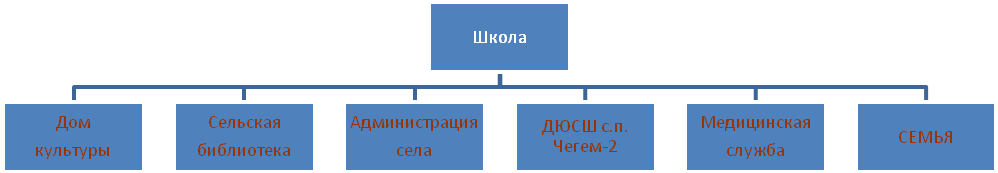 Школа
Дом
культуры
Сельская
библиотека
Администрация
села
ДЮСШ с.п.
Чегем-2
Медицинская
служба
СЕМЬЯ